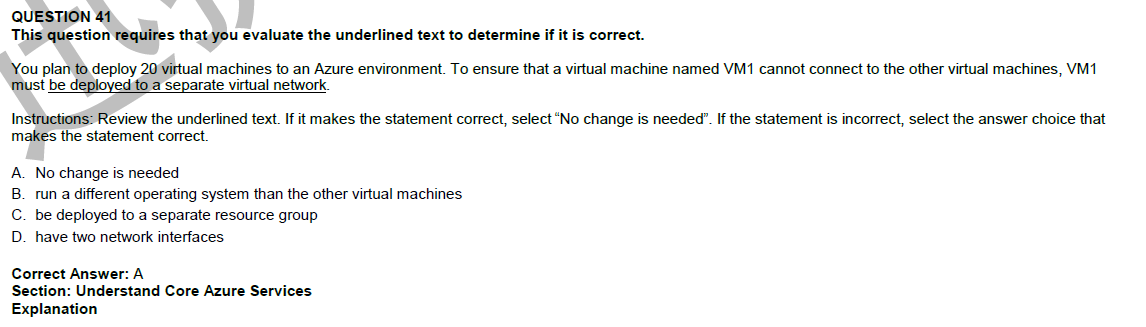 QUESTION 41
This question requires that you evaluate the underlined text to determine if it is correct.
You plan to deploy 20 virtual machines to an Azure environment. To ensure that a virtual machine named VM1 cannot connect to the other virtual machines, VM1
must be deployed to a separate virtual network.
Instructions: Review the underlined text. If it makes the statement correct, select “No change is needed”. If the statement is incorrect, select the answer choice that
makes the statement correct.
A. No change is needed
B. run a different operating system than the other virtual machines
C. be deployed to a separate resource group
D. have two network interfaces
Correct Answer: A
Section: Understand Core Azure Services
Explanation